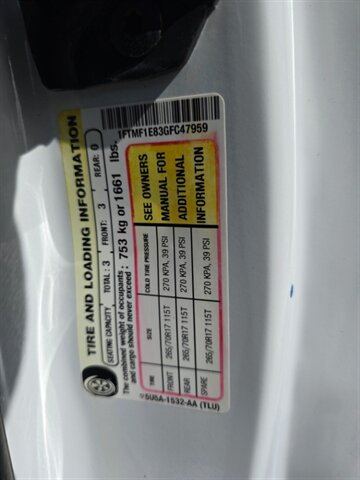 1FTMF1E83GFC47959
TIRE AND LOADING INFORMATION
SEATING CAPACITY TOTAL: 3 FRONT: 3 REAR: 0
The combined weight of occupants and cargo should never exceed: 753 kg or 1661 lbs.
TIRE SIZE COLD TIRE PRESSURE
FRONT 265/70R17 115T 270 KPA, 39 PSI
REAR 265/70R17 115T 270 KPA, 39 PSI
SPARE 265/70R17 115T 270 KPA, 39 PSI
SEE OWNERS
MANUAL FOR
ADDITIONAL
INFORMATION
5U5A-1532-AA (TLU)